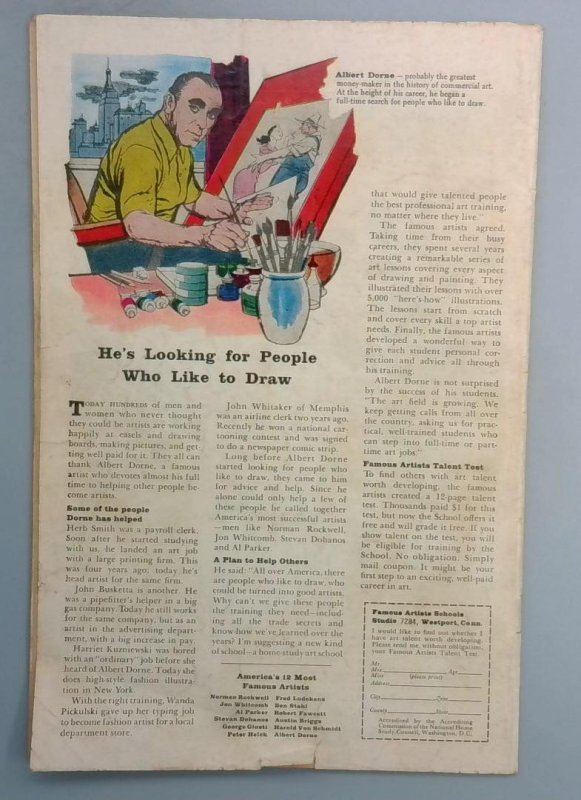 Albert Dorne — probably the greatest
money-maker in the history of commercial art.
At the height of his career, he began a
full-time search for people who like to draw.
He's Looking for People
Who Like to Draw
TODAY HUNDREDS of men and
women who never thought
they could be artists are working
happily at easels and drawing
boards, making pictures, and get-
ting well paid for it. They all can
thank Albert Dorne, a famous
artist who devotes almost his full
time to helping other people be-
come artists.
Some of the people
Dorne has helped
Herb Smith was a payroll clerk.
Soon after he started studying
with us, he landed an art job
with a large printing firm. This
was four years ago; today he's
head artist for the same firm.
John Busketta is another. He
was a pipefitter's helper in a big
gas company. Today he still works
for the same company, but as an
artist in the advertising depart-
ment, with a big increase in pay.
Harriet Kuzniewski was bored
with an "ordinary" job before she
heard of Albert Dorne. Today she
does high-style fashion illustra-
tion in New York.
With the right training, Wanda
Pickulski gave up her typing job
to become fashion artist for a local
department store.
John Whitaker of Memphis
was an airline clerk two years ago.
Recently he won a national car-
tooning contest and was signed
to do a newspaper comic strip.
Long before Albert Dorne
started looking for people who
like to draw, they came to him
for advice and help. Since he
alone could only help a few of
these people he called together
America's most successful artists
—men like Norman Rockwell,
Jon Whitcomb, Stevan Dohanos
and Al Parker.
A Plan to Help Others
He said: "All over America, there
are people who like to draw, who
could be turned into good artists.
Why can't we give these people
the training they need—includ-
ing all the trade secrets and
know how we've learned over the
years? I'm suggesting a new kind
of school—a home-study art school
America's 12 Most
Famous Artists
Norman Rockwell Fred Ludekens
Jon Whitcomb Ben Stahl
Al Parker Robert Fawcett
Stevan Dohanos Austin Briggs
George Giusti Harold Von Schmidt
Peter Helck Albert Dorne
that would give talented people
the best professional art training,
no matter where they live."
The famous artists agreed.
Taking time from their busy
careers, they spent several years
creating a remarkable series of
art lessons covering every aspect
of drawing and painting. They
illustrated their lessons with over
5,000 "here's-how" illustrations.
The lessons start from scratch
and cover every skill a top artist
needs. Finally, the famous artists
developed a wonderful way to
give each student personal cor-
rection and advice all through
his training.
Albert Dorne is not surprised
by the success of his students.
"The art field is growing. We
keep getting calls from all over
the country, asking us for prac-
tical, well-trained students who
can step into full-time or part-
time art jobs."
Famous Artists Talent Test
To find others with art talent
worth developing, the famous
artists created a 12-page talent
test. Thousands paid $1 for this
test, but now the School offers it
free and will grade it free. If you
show talent on the test, you will
be eligible for training by the
School. No obligation. Simply
mail coupon. It might be your
first step to an exciting, well-paid
career in art.
Famous Artists Schools
Studio 7284, Westport, Conn.
I would like to find out whether I
have art talent worth developing.
Please send me, without obligation,
your Famous Artists Talent Test.
Mr.
Mrs. Age
Miss (please print)
Address
City Zone
County State
Accredited by the Accrediting
Commission of the National Home
Study Council, Washington, D.C.